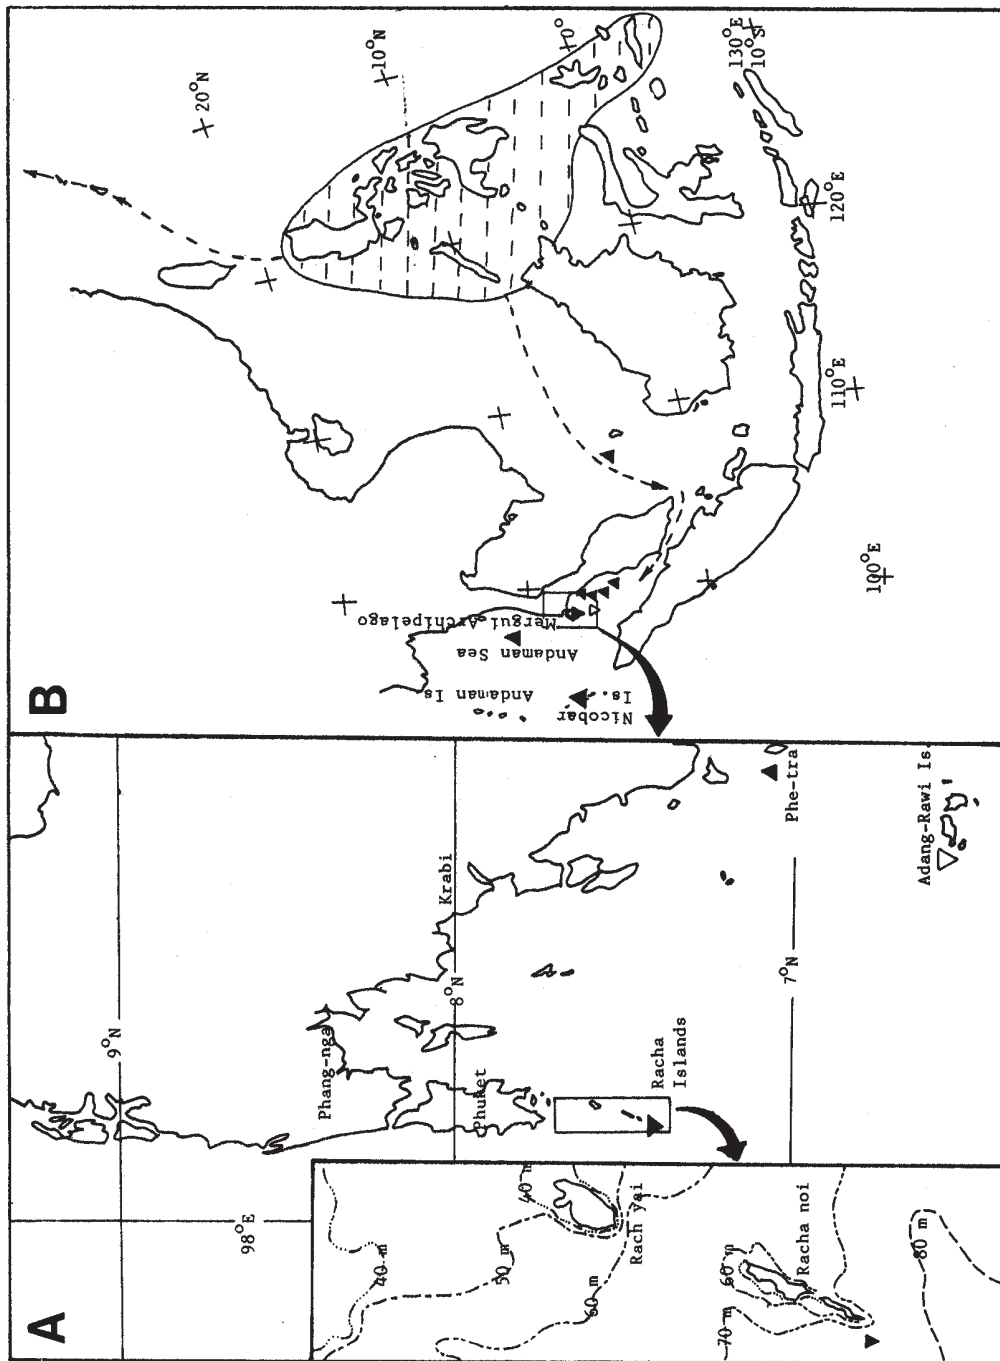 A
98°E
9°N
Phang-nga
Phuket
Krabi
8°N
7°N
Racha
Islands
Phe-tra
Adang-Rawi Is.
40 m
50 m
60 m
40 m
Rach yai
60 m
70 m
Racha noi
80 m
B
Mergui Archipelago
Andaman Sea
Andaman Is
Nicobar
Is.
20°N
10°N
0°
130°E
10°S
120°E
110°E
100°E